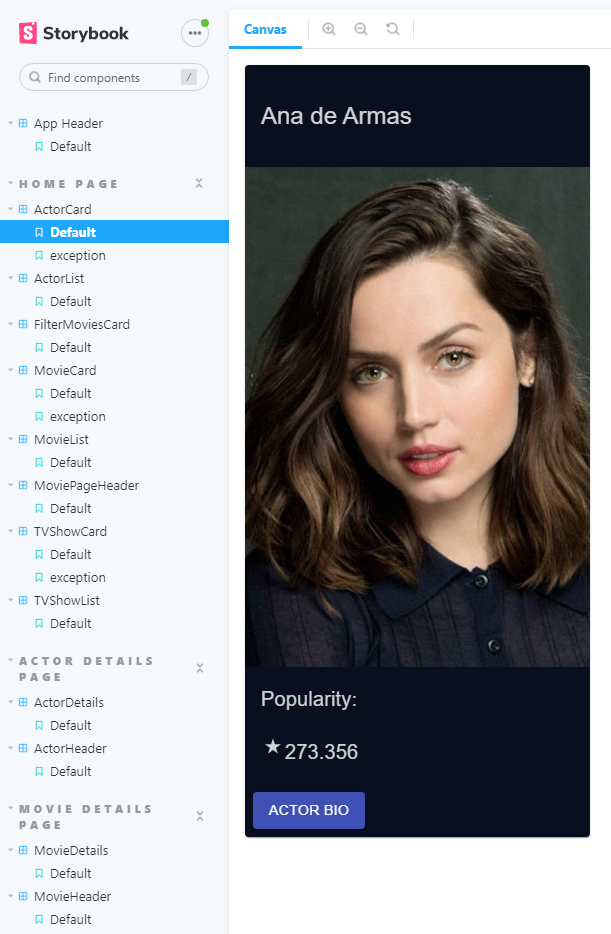 Storybook
Find components
/
App Header
Default
HOME PAGE
ActorCard
Default
exception
ActorList
Default
FilterMoviesCard
Default
MovieCard
Default
exception
MovieList
Default
MoviePageHeader
Default
TVShowCard
Default
exception
TVShowList
Default
ACTOR DETAILS
PAGE
ActorDetails
Default
ActorHeader
Default
MOVIE DETAILS
PAGE
MovieDetails
Default
MovieHeader
Default
Canvas
Ana de Armas
Popularity:
273.356
ACTOR BIO